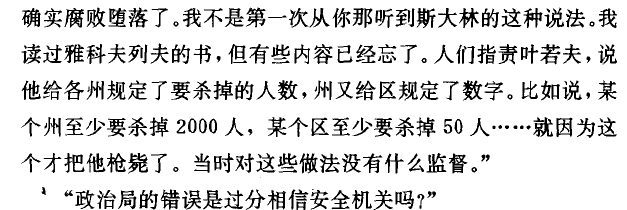 确实腐败堕落了。我不是第一次从你那听到斯大林的这种说法。我
读过雅科夫列夫的书，但有些内容已经忘了。人们指责叶若夫，说
他给各州规定了要杀掉的人数，州又给区规定了数字。比如说，某
个州至少要杀掉 2000 人，某个区至少要杀掉 50 人……就因为这
个才把他枪毙了。当时对这些做法没有什么监督。”
“政治局的错误是过分相信安全机关吗?”